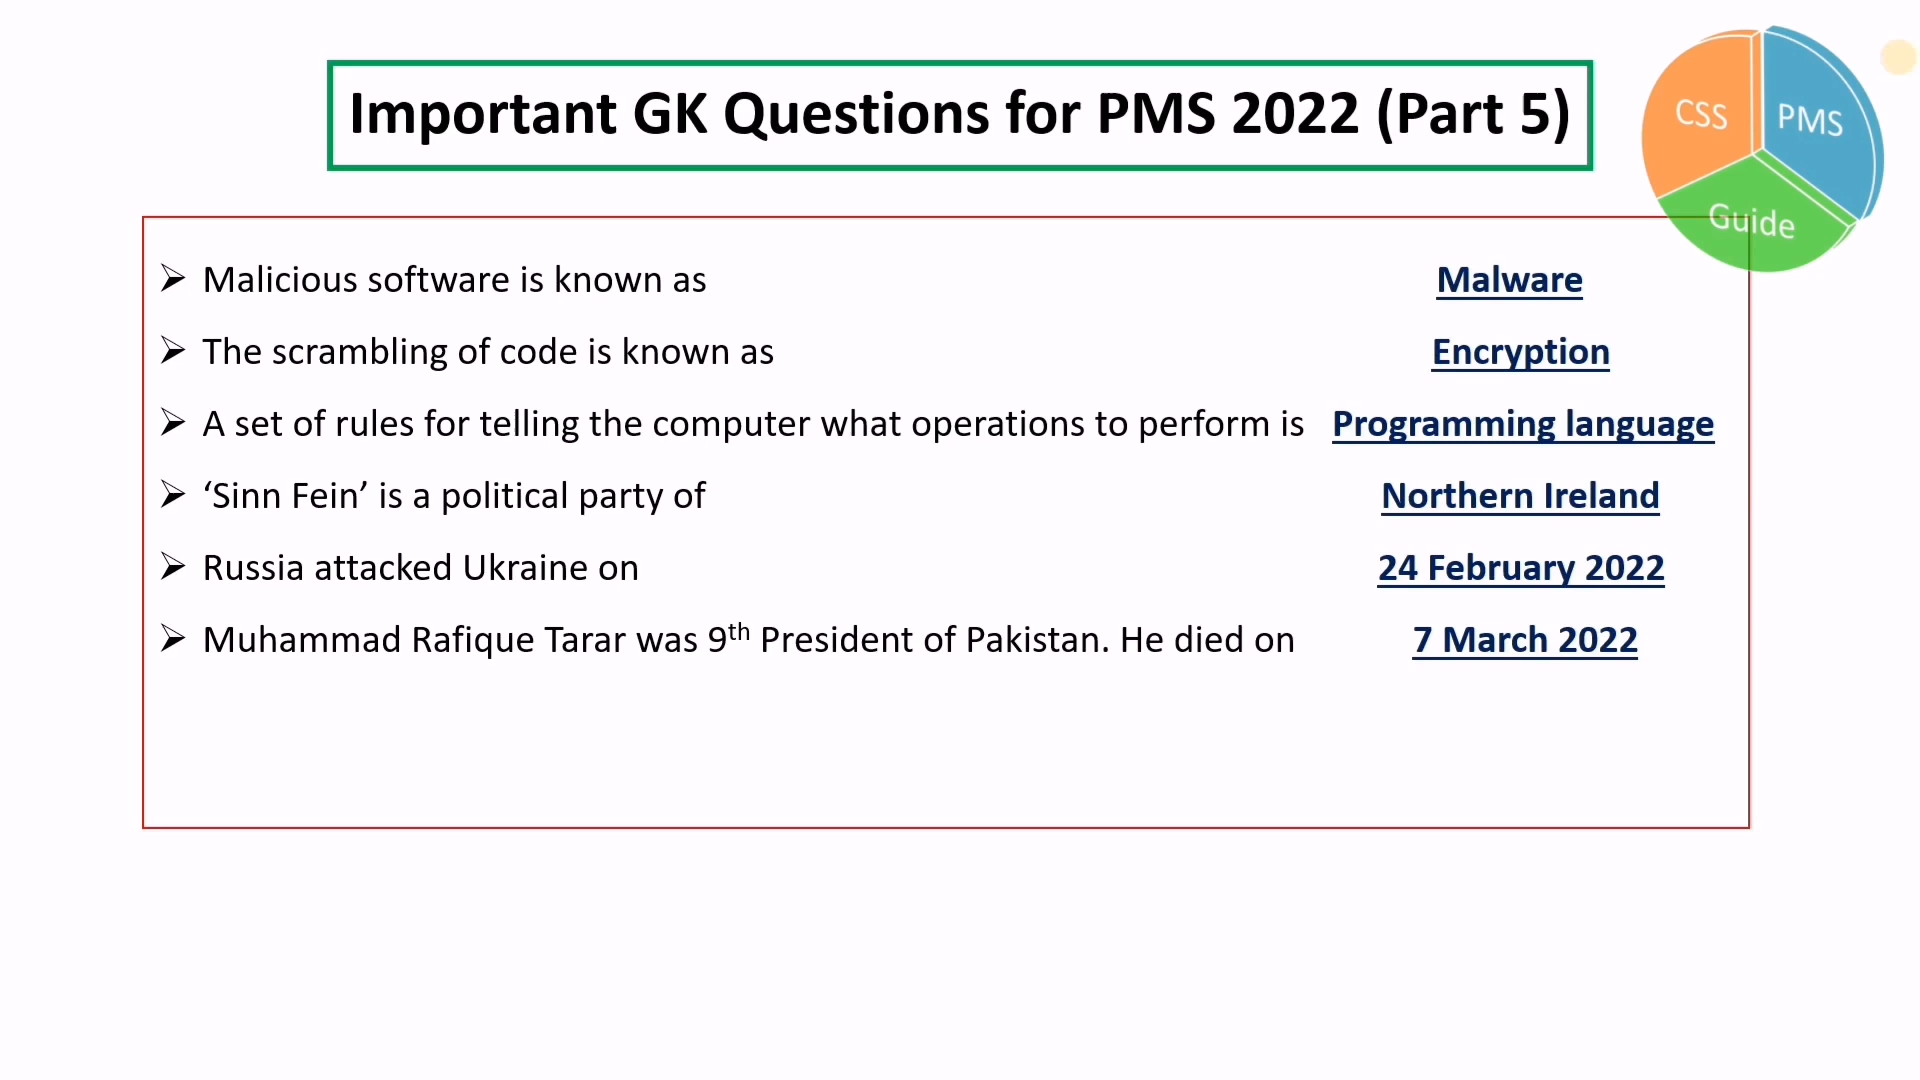 Important GK Questions for PMS 2022 (Part 5)
CSS
PMS
Guide
➢ Malicious software is known as Malware
➢ The scrambling of code is known as Encryption
➢ A set of rules for telling the computer what operations to perform is Programming language
➢ ‘Sinn Fein’ is a political party of Northern Ireland
➢ Russia attacked Ukraine on 24 February 2022
➢ Muhammad Rafique Tarar was 9th President of Pakistan. He died on 7 March 2022